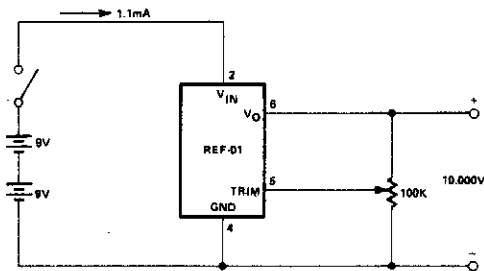 1.1mA
2
VIN
6
VO
9V
REF-01
+
9V
TRIM
5
100K
10.000V
GND
4
−